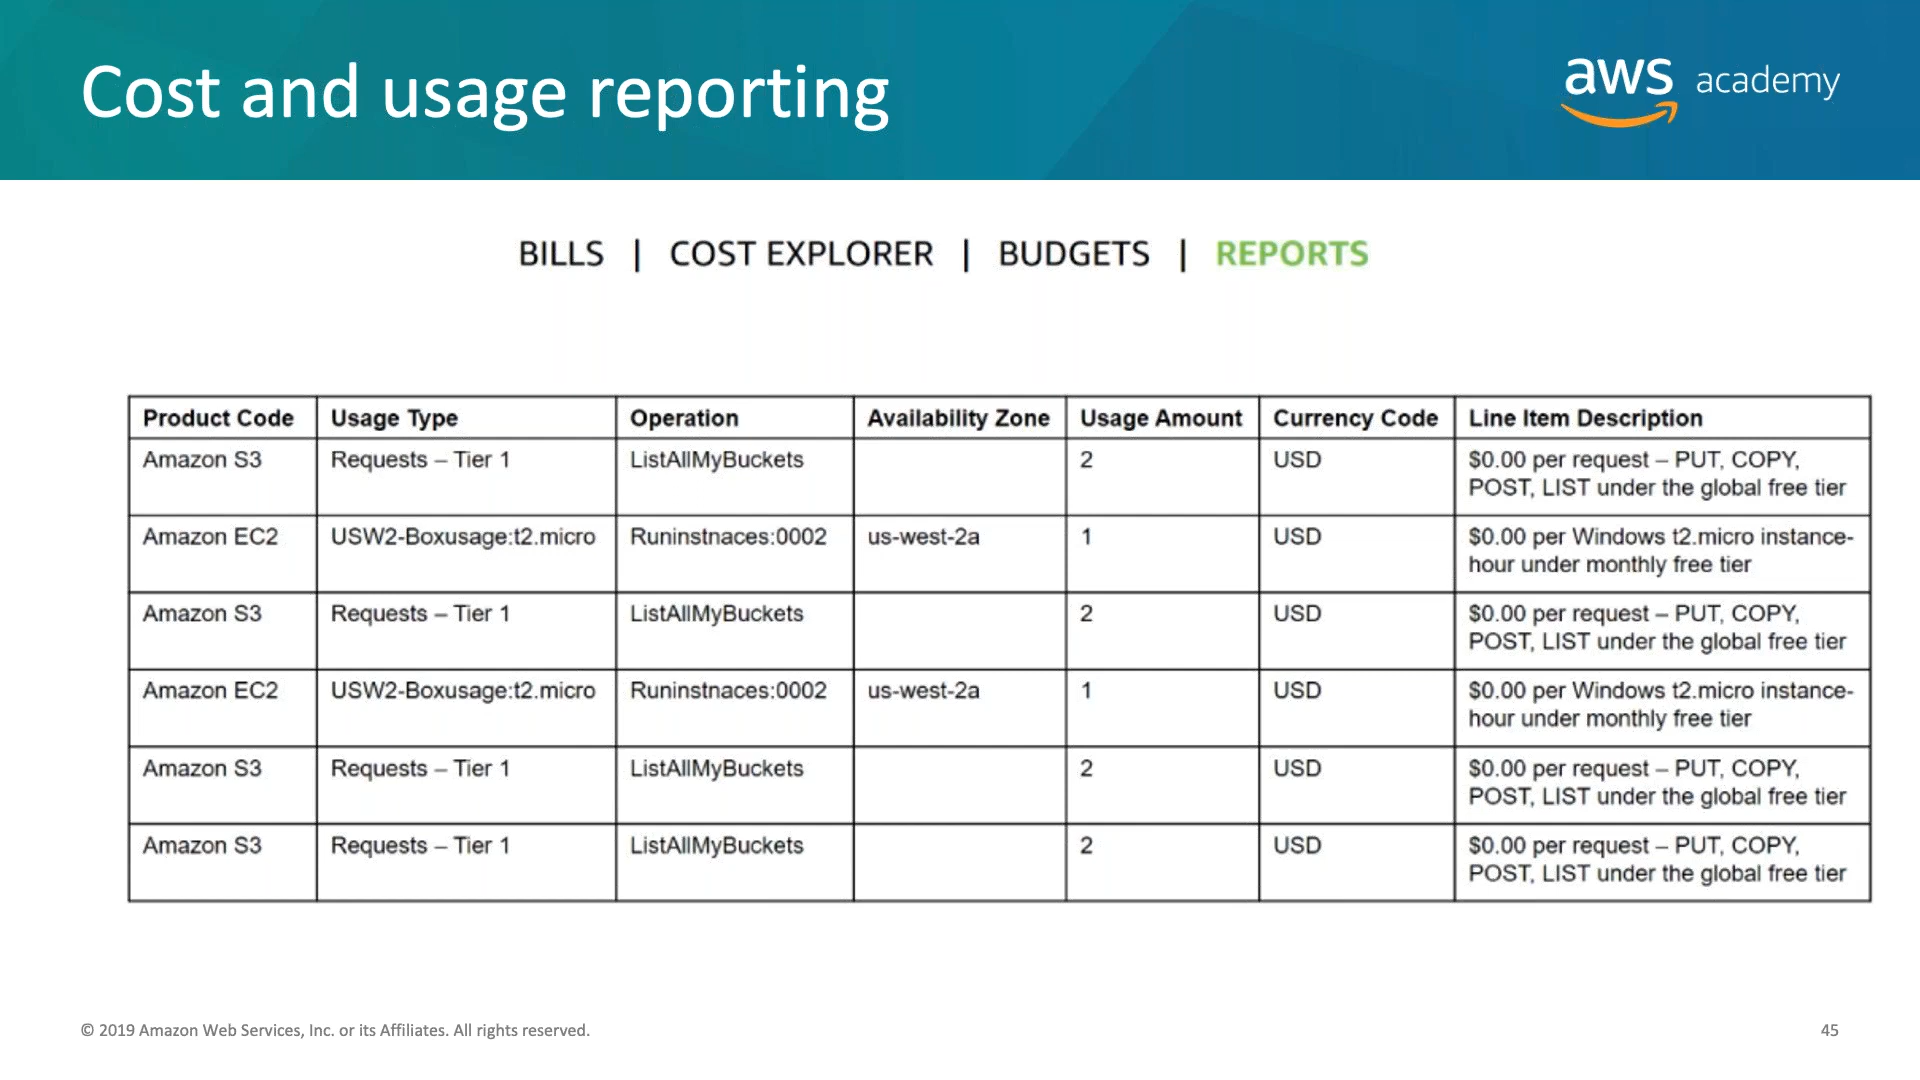 Cost and usage reporting
aws academy
BILLS | COST EXPLORER | BUDGETS | REPORTS
Product Code Usage Type Operation Availability Zone Usage Amount Currency Code Line Item Description
Amazon S3 Requests – Tier 1 ListAllMyBuckets 2 USD $0.00 per request – PUT, COPY,
POST, LIST under the global free tier
Amazon EC2 USW2-Boxusage:t2.micro Runinstnaces:0002 us-west-2a 1 USD $0.00 per Windows t2.micro instance-
hour under monthly free tier
Amazon S3 Requests – Tier 1 ListAllMyBuckets 2 USD $0.00 per request – PUT, COPY,
POST, LIST under the global free tier
Amazon EC2 USW2-Boxusage:t2.micro Runinstnaces:0002 us-west-2a 1 USD $0.00 per Windows t2.micro instance-
hour under monthly free tier
Amazon S3 Requests – Tier 1 ListAllMyBuckets 2 USD $0.00 per request – PUT, COPY,
POST, LIST under the global free tier
Amazon S3 Requests – Tier 1 ListAllMyBuckets 2 USD $0.00 per request – PUT, COPY,
POST, LIST under the global free tier
© 2019 Amazon Web Services, Inc. or its Affiliates. All rights reserved.
45